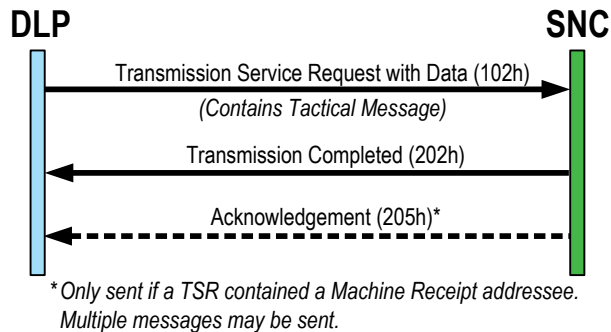 DLP
SNC
Transmission Service Request with Data (102h)
(Contains Tactical Message)
Transmission Completed (202h)
Acknowledgement (205h)*
*Only sent if a TSR contained a Machine Receipt addressee.
Multiple messages may be sent.